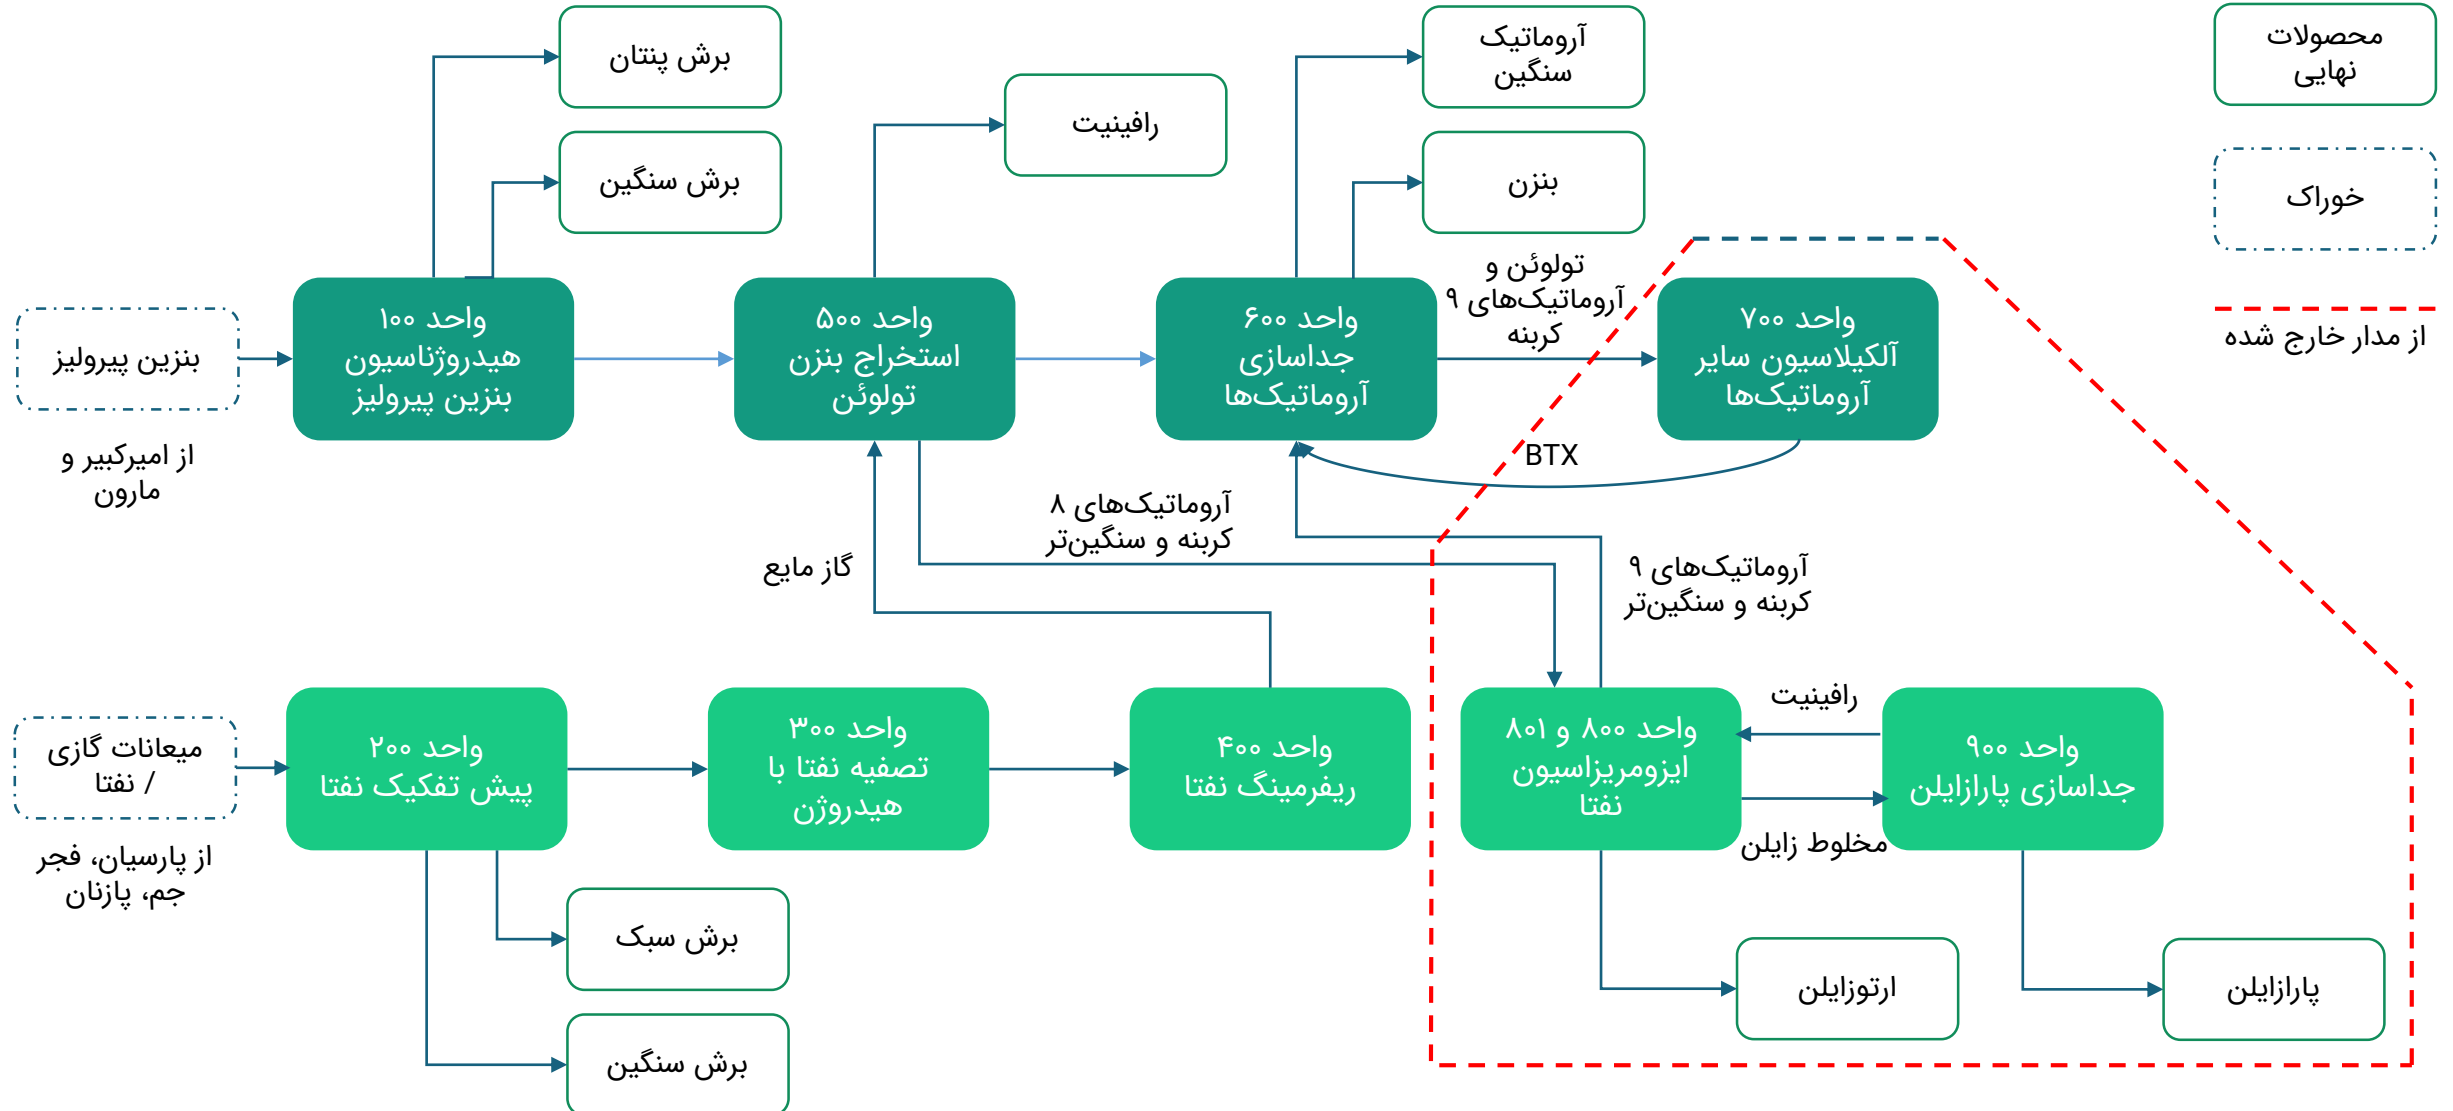 محصولات
نهایی
خوراک
از مدار خارج شده
برش پنتان
برش سنگین
رافینیت
آروماتیک
سنگین
بنزن
بنزین پیرولیز
از امیرکبیر و
مارون
واحد ۱۰۰
هیدروژناسیون
بنزین پیرولیز
واحد ۵۰۰
استخراج بنزن
تولوئن
واحد ۶۰۰
جداسازی
آروماتیک‌ها
تولوئن و
آروماتیک‌های ۹
کربنه
واحد ۷۰۰
آلکیلاسیون سایر
آروماتیک‌ها
BTX
آروماتیک‌های ۸
کربنه و سنگین‌تر
گاز مایع
آروماتیک‌های ۹
کربنه و سنگین‌تر
میعانات گازی
/ نفتا
از پارسیان، فجر
جم، پازنان
واحد ۲۰۰
پیش تفکیک نفتا
واحد ۳۰۰
تصفیه نفتا با
هیدروژن
واحد ۴۰۰
ریفرمینگ نفتا
واحد ۸۰۰ و ۸۰۱
ایزومریزاسیون
نفتا
رافینیت
مخلوط زایلن
واحد ۹۰۰
جداسازی پارازایلن
برش سبک
برش سنگین
ارتوزایلن
پارازایلن